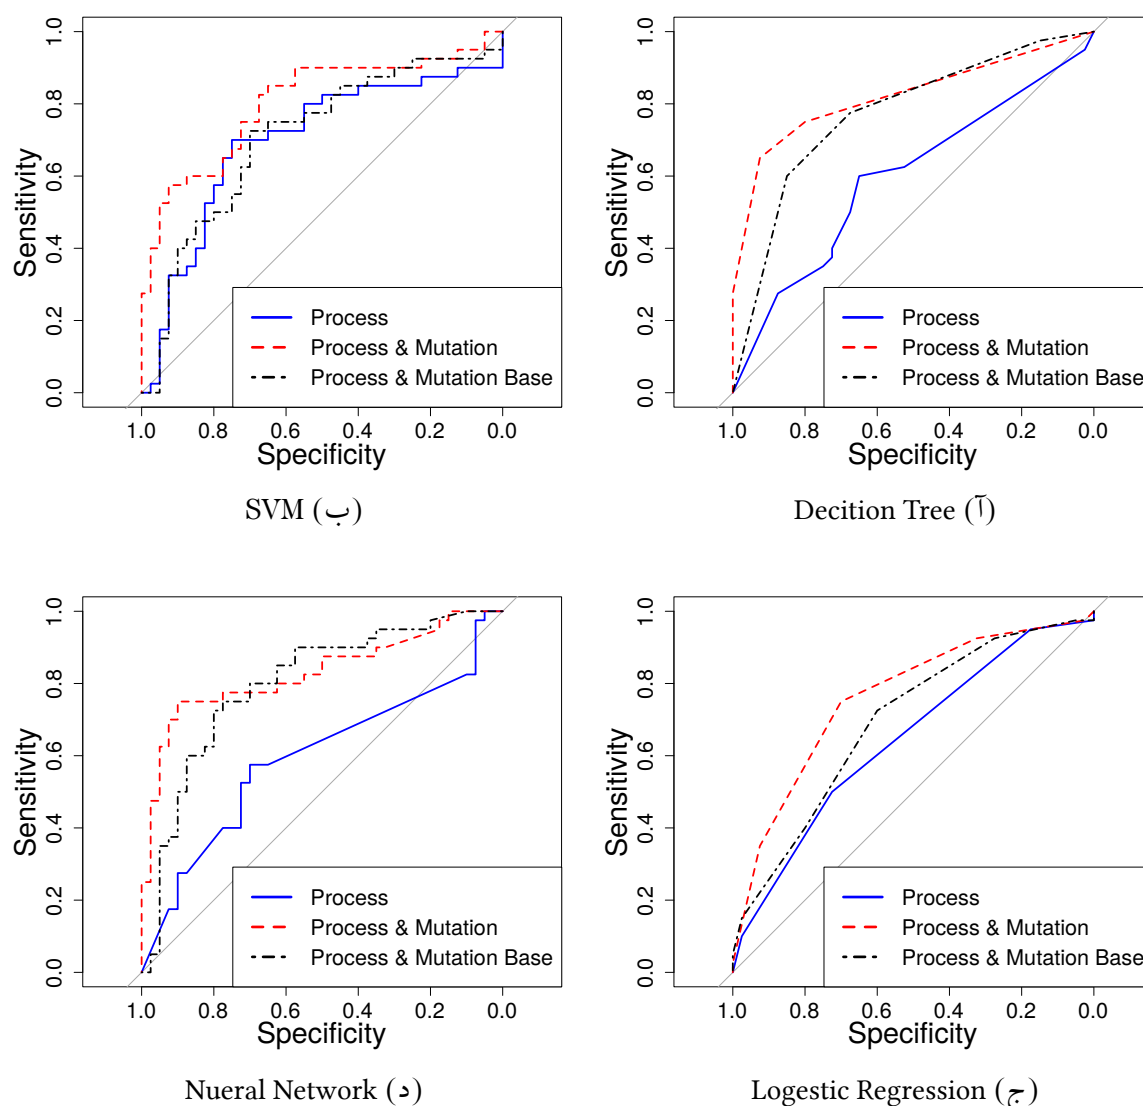 1.0
0.8
0.6
0.4
0.2
0.0
Sensitivity
Process
Process & Mutation
Process & Mutation Base
1.0 0.8 0.6 0.4 0.2 0.0
Specificity
SVM (ب)
1.0
0.8
0.6
0.4
0.2
0.0
Sensitivity
Process
Process & Mutation
Process & Mutation Base
1.0 0.8 0.6 0.4 0.2 0.0
Specificity
Decition Tree (آ)
1.0
0.8
0.6
0.4
0.2
0.0
Sensitivity
Process
Process & Mutation
Process & Mutation Base
1.0 0.8 0.6 0.4 0.2 0.0
Specificity
Nueral Network (د)
1.0
0.8
0.6
0.4
0.2
0.0
Sensitivity
Process
Process & Mutation
Process & Mutation Base
1.0 0.8 0.6 0.4 0.2 0.0
Specificity
Logestic Regression (ج)